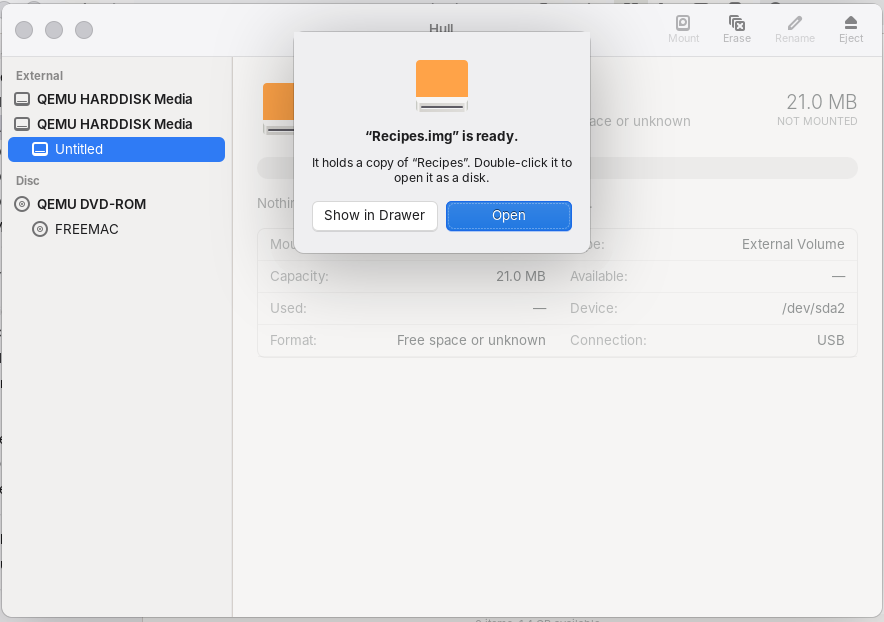 Hull
Mount
Erase
Rename
Eject
External
QEMU HARDDISK Media
QEMU HARDDISK Media
Untitled
Disc
QEMU DVD-ROM
FREEMAC
“Recipes.img” is ready.
It holds a copy of “Recipes”. Double-click it to
open it as a disk.
Show in Drawer
Open
or unknown
21.0 MB
NOT MOUNTED
Capacity:
21.0 MB
Available:
—
External Volume
Used:
—
Device:
/dev/sda2
Format:
Free space or unknown
Connection:
USB